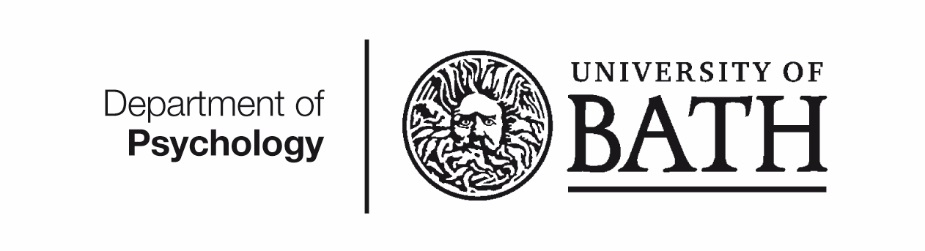 Department of
Psychology
UNIVERSITY OF
BATH